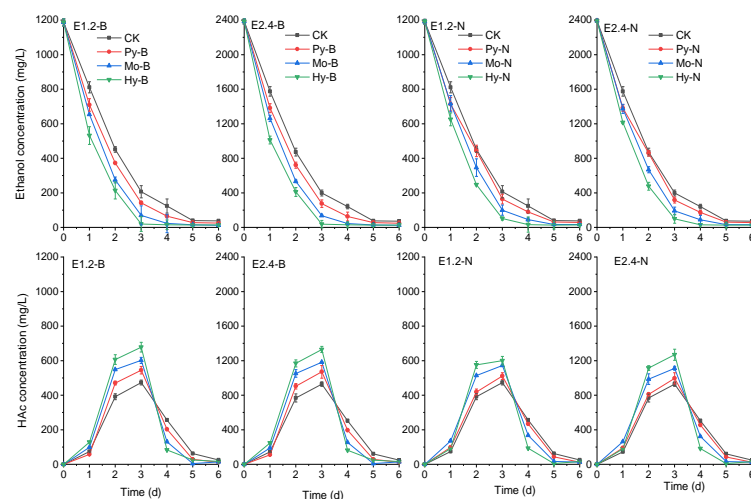 Ethanol concentration (mg/L)
1200
1000
800
600
400
200
0
E1.2-B
CK
Py-B
Mo-B
Hy-B
0 1 2 3 4 5 6
2400
2000
1600
1200
800
400
0
E2.4-B
CK
Py-B
Mo-B
Hy-B
0 1 2 3 4 5 6
1200
1000
800
600
400
200
0
E1.2-N
CK
Py-N
Mo-N
Hy-N
0 1 2 3 4 5 6
2400
2000
1600
1200
800
400
0
E2.4-N
CK
Py-N
Mo-N
Hy-N
0 1 2 3 4 5 6
HAc concentration (mg/L)
1200
1000
800
600
400
200
0
E1.2-B
0 1 2 3 4 5 6
Time (d)
2400
2000
1600
1200
800
400
0
E2.4-B
0 1 2 3 4 5 6
Time (d)
1200
1000
800
600
400
200
0
E1.2-N
0 1 2 3 4 5 6
Time (d)
2400
2000
1600
1200
800
400
0
E2.4-N
0 1 2 3 4 5 6
Time (d)